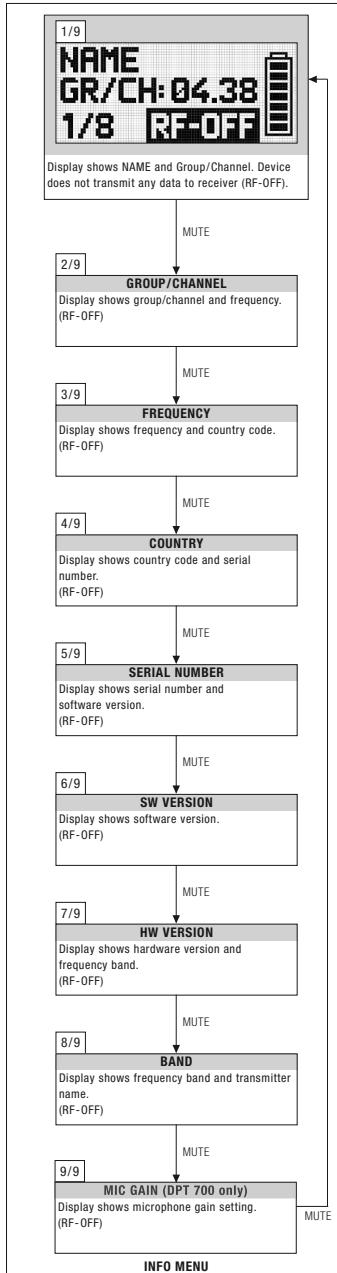 1/9
NAME
GR/CH:04.38
1/8 RF OFF
Display shows NAME and Group/Channel. Device
does not transmit any data to receiver (RF-OFF).
MUTE
2/9
GROUP/CHANNEL
Display shows group/channel and frequency.
(RF-OFF)
MUTE
3/9
FREQUENCY
Display shows frequency and country code.
(RF-OFF)
MUTE
4/9
COUNTRY
Display shows country code and serial
number.
(RF-OFF)
MUTE
5/9
SERIAL NUMBER
Display shows serial number and
software version.
(RF-OFF)
MUTE
6/9
SW VERSION
Display shows software version.
(RF-OFF)
MUTE
7/9
HW VERSION
Display shows hardware version and
frequency band.
(RF-OFF)
MUTE
8/9
BAND
Display shows frequency band and transmitter
name.
(RF-OFF)
MUTE
9/9
MIC GAIN (DPT 700 only)
Display shows microphone gain setting.
(RF-OFF)
MUTE
INFO MENU